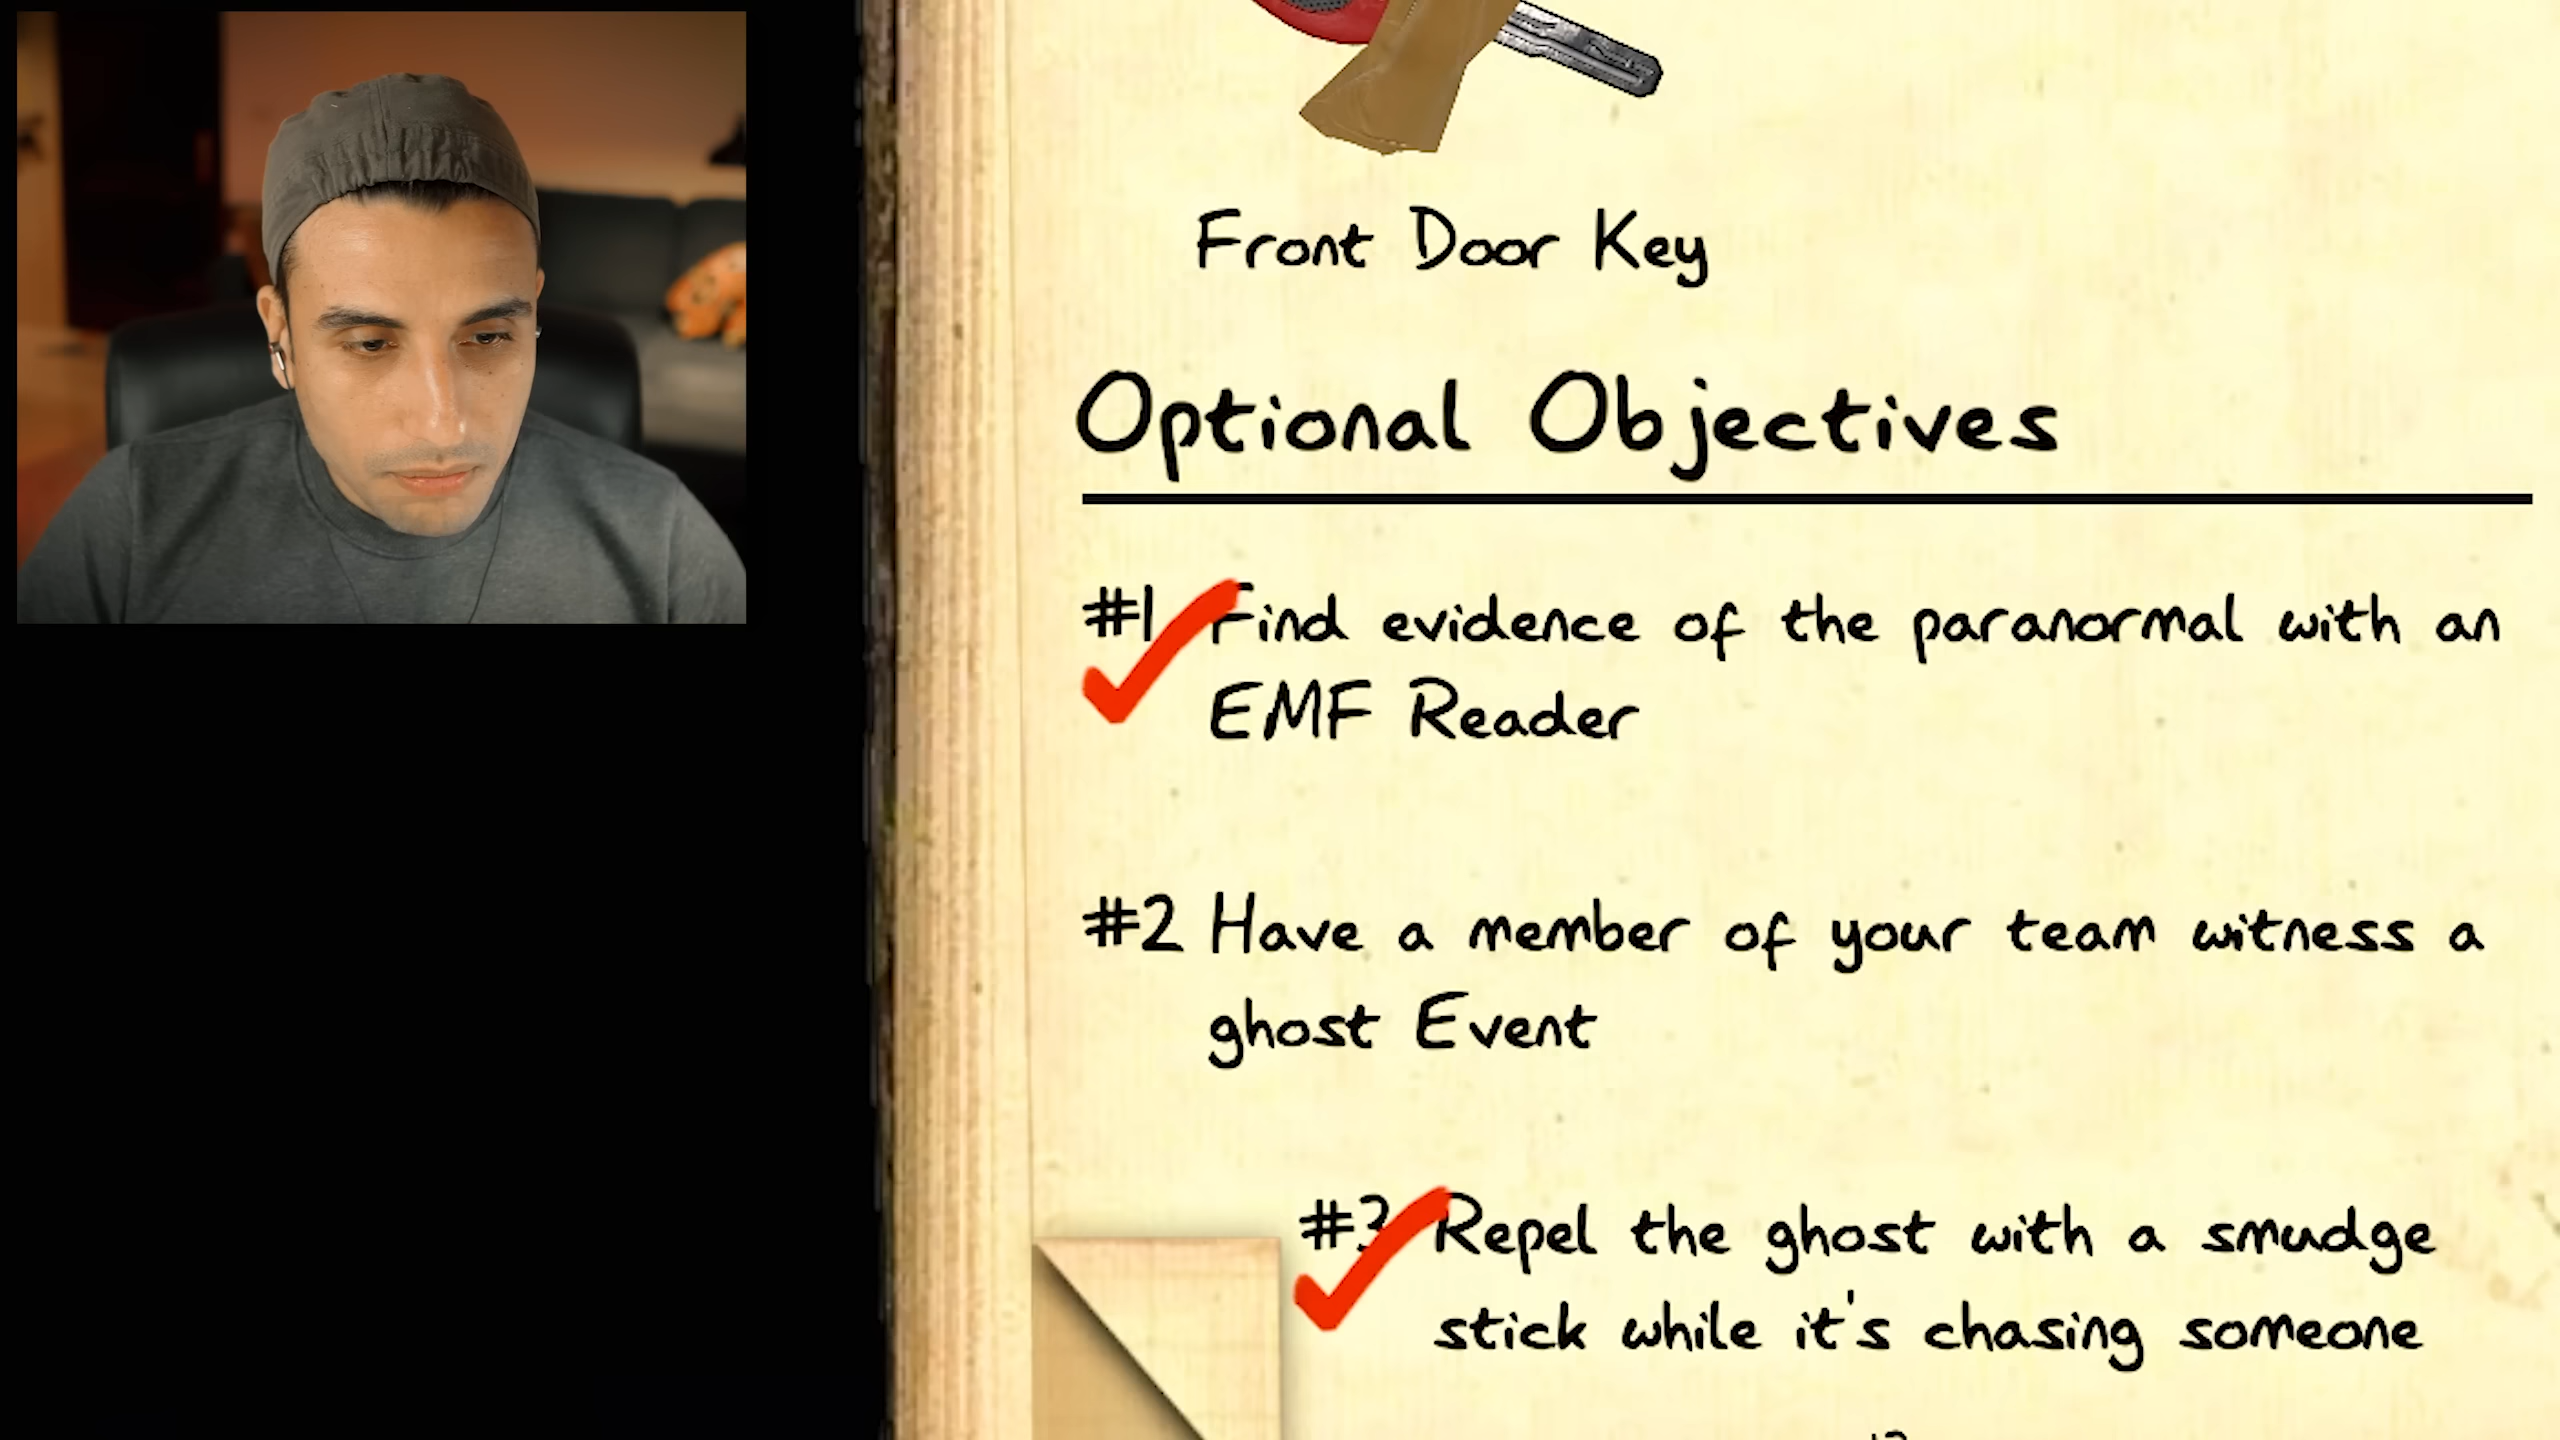 Front Door Key
Optional Objectives
#1 Find evidence of the paranormal with an
EMF Reader
#2 Have a member of your team witness a
ghost Event
#3 Repel the ghost with a smudge
stick while it's chasing someone